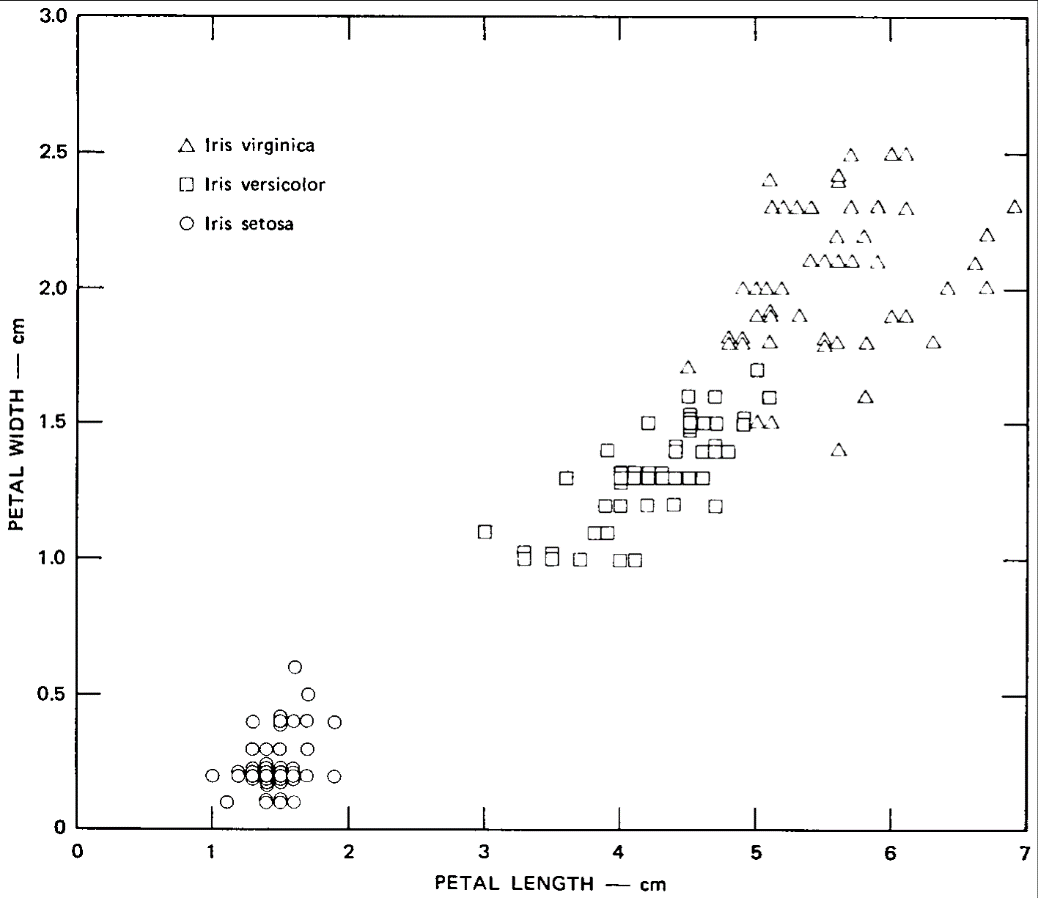 3.0
2.5
2.0
1.5
1.0
0.5
0
PETAL WIDTH — cm
Iris virginica
Iris versicolor
Iris setosa
0 1 2 3 4 5 6 7
PETAL LENGTH — cm